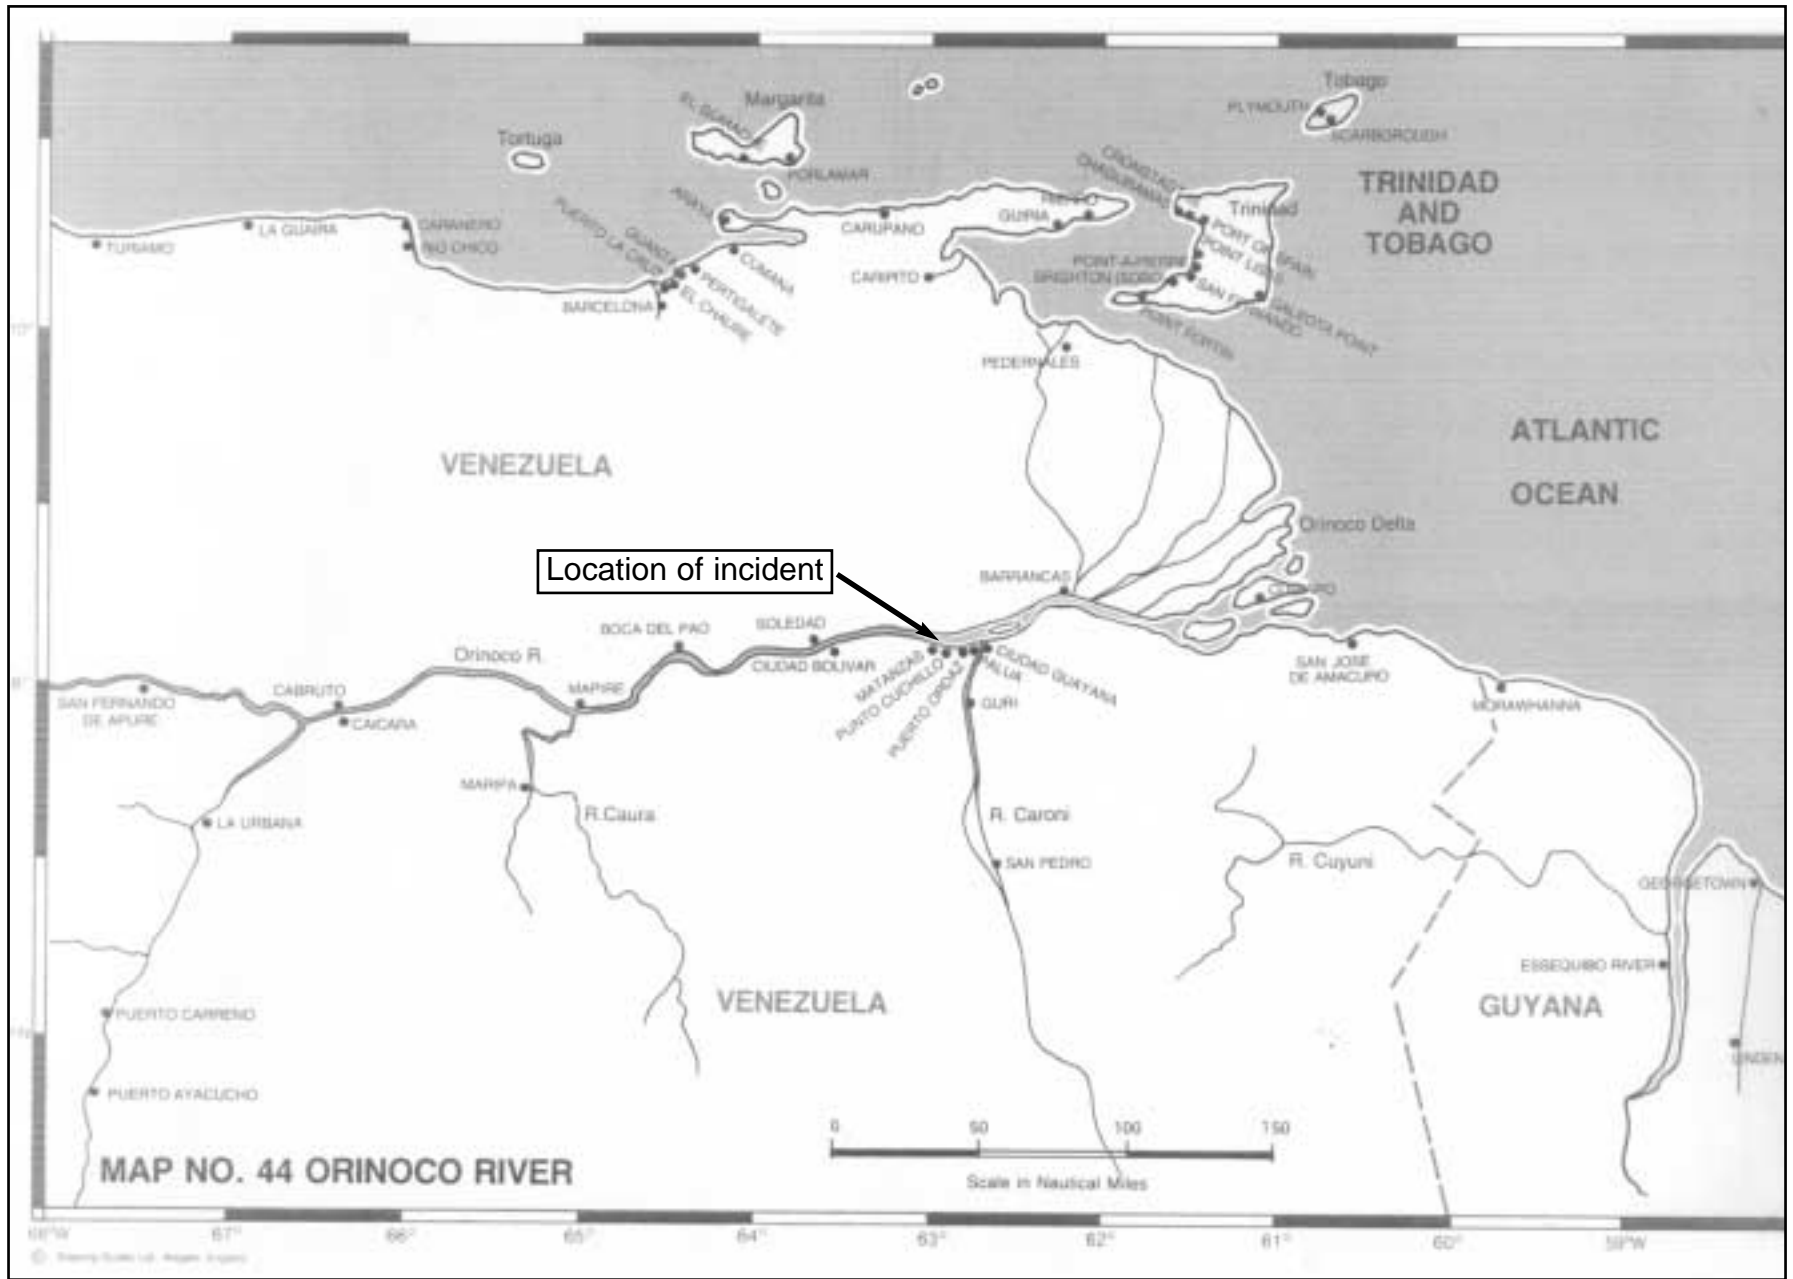 Tobago
PLYMOUTH
SCARBOROUGH
Margarita
PORLAMAR
Tortuga
TRINIDAD
AND
TOBAGO
Trinidad
ARAYA
CARUPANO
GUIRIA
CARIPITO
LA GUAIRA
TURIAMO
CARANERO
RIO CHICO
PUERTO LA CRUZ
GUANTA
CUMANA
PERTIGALETE
EL CHAURE
BARCELONA
PORT OF SPAIN
POINT LISAS
POINT-A-PIERRE
BRIGHTON
SAN FERNANDO
GALEOTA POINT
POINT FORTIN
10°
PEDERNALES
VENEZUELA
ATLANTIC
OCEAN
Orinoco Delta
Location of incident
BARRANCAS
CURIAPO
BOCA DEL PAO
SOLEDAD
CIUDAD BOLIVAR
Orinoco R.
MATANZAS
PUNTO CUCHILLO
PUERTO ORDAZ
PALUA
CIUDAD GUAYANA
SAN JOSE
DE AMACURO
SAN FERNANDO
DE APURE
CABRUTO
CAICARA
MAPIRE
GURI
MORAWHANNA
MARIPA
R.Caura
R. Caroni
LA URBANA
SAN PEDRO
R. Cuyuni
GEORGETOWN
ESSEQUIBO RIVER
VENEZUELA
GUYANA
PUERTO CARRENO
LINDEN
PUERTO AYACUCHO
0 50 100 150
Scale in Nautical Miles
MAP NO. 44 ORINOCO RIVER
68°W 67° 66° 65° 64° 63° 62° 61° 60° 59°W